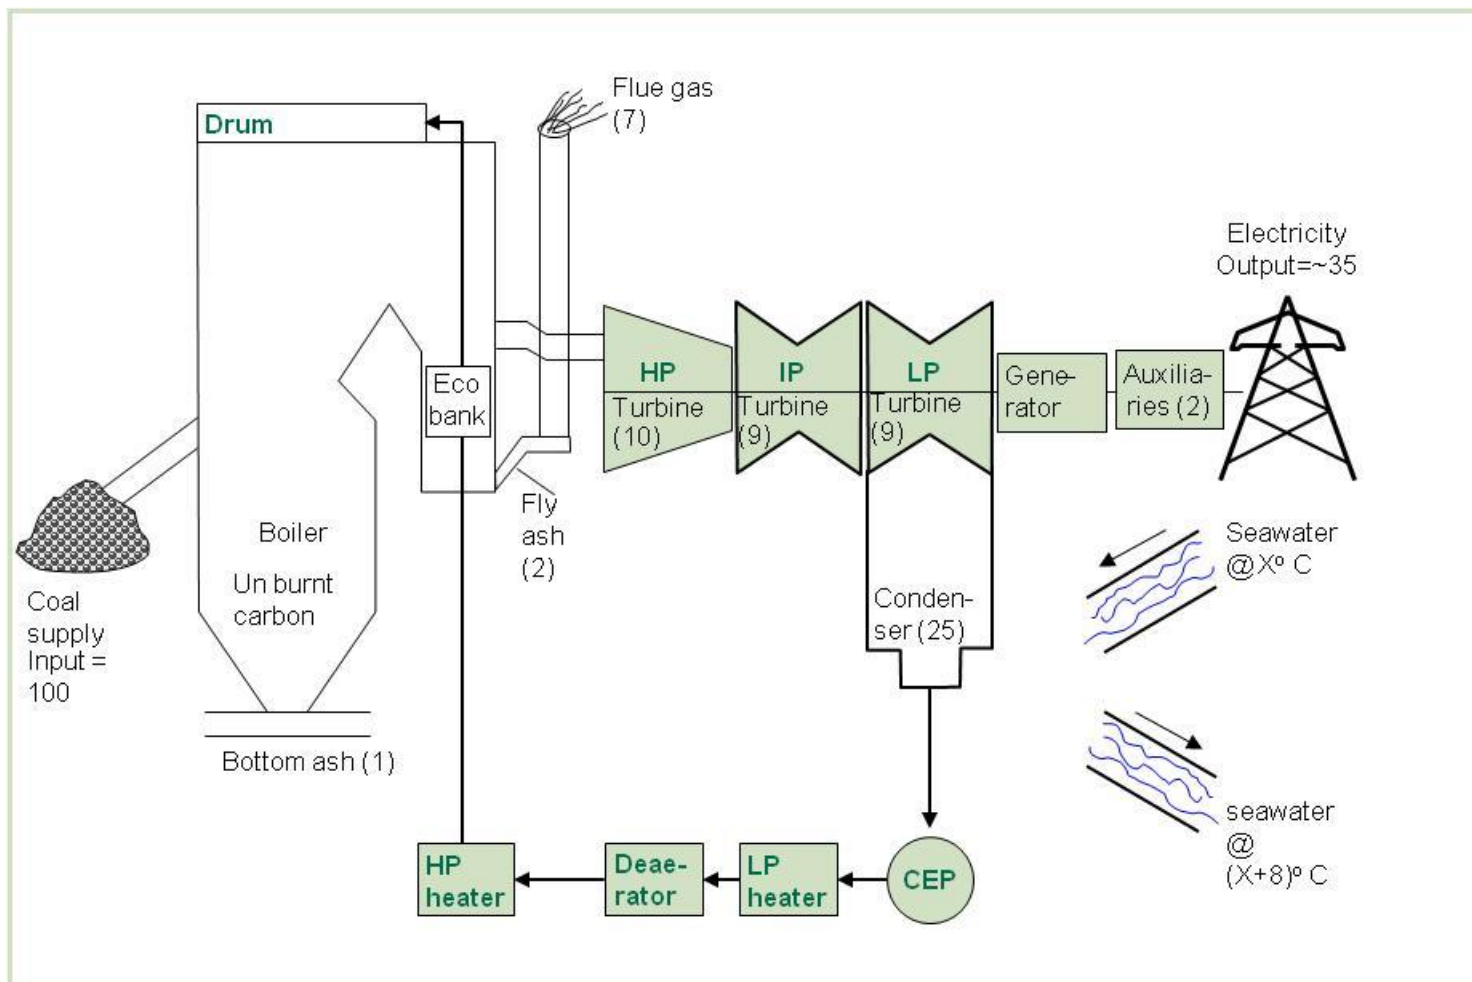 Flue gas
(7)
Drum
Electricity
Output=~35
Eco
bank
HP
Turbine
(10)
IP
Turbine
(9)
LP
Turbine
(9)
Gene-
rator
Auxilia-
ries (2)
Fly
ash
(2)
Boiler
Un burnt
carbon
Coal
supply
Input =
100
Bottom ash (1)
Conden-
ser (25)
Seawater
@Xº C
seawater
@
(X+8)º C
HP
heater
Deae-
rator
LP
heater
CEP